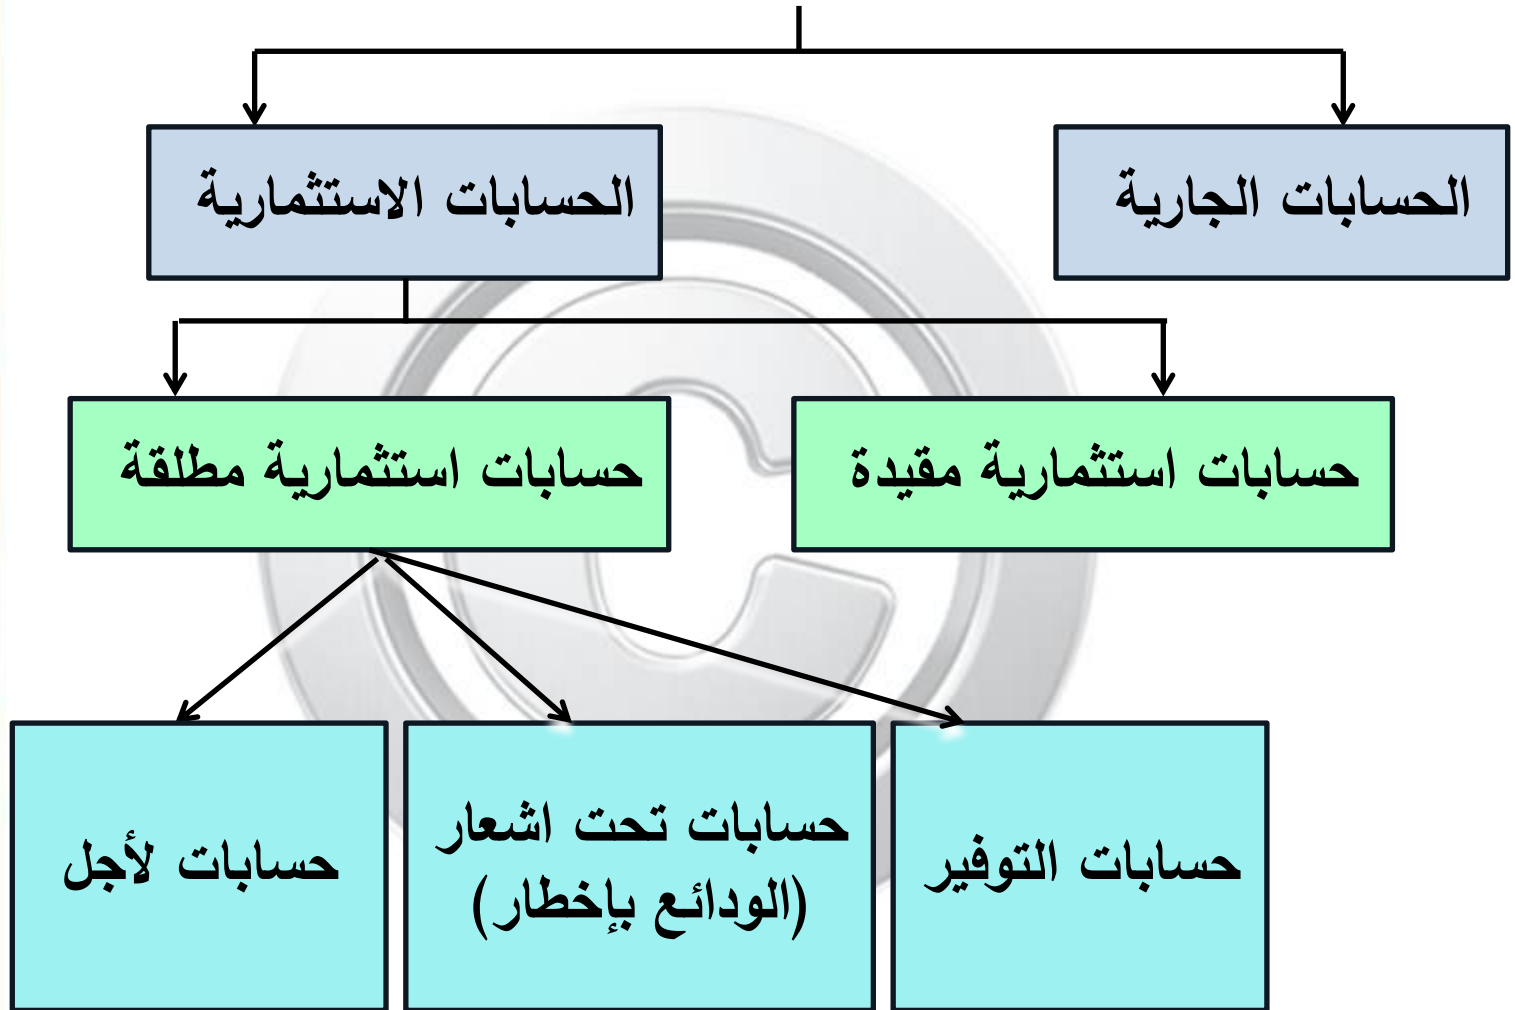 الحسابات الجارية
الحسابات الاستثمارية
حسابات استثمارية مقيدة
حسابات استثمارية مطلقة
حسابات التوفير
حسابات تحت اشعار
(الودائع بإخطار)
حسابات لأجل